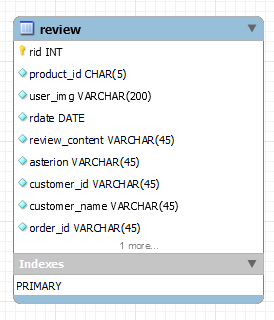 review
rid INT
product_id CHAR(5)
user_img VARCHAR(200)
rdate DATE
review_content VARCHAR(45)
asterion VARCHAR(45)
customer_id VARCHAR(45)
customer_name VARCHAR(45)
order_id VARCHAR(45)
1 more...
Indexes
PRIMARY